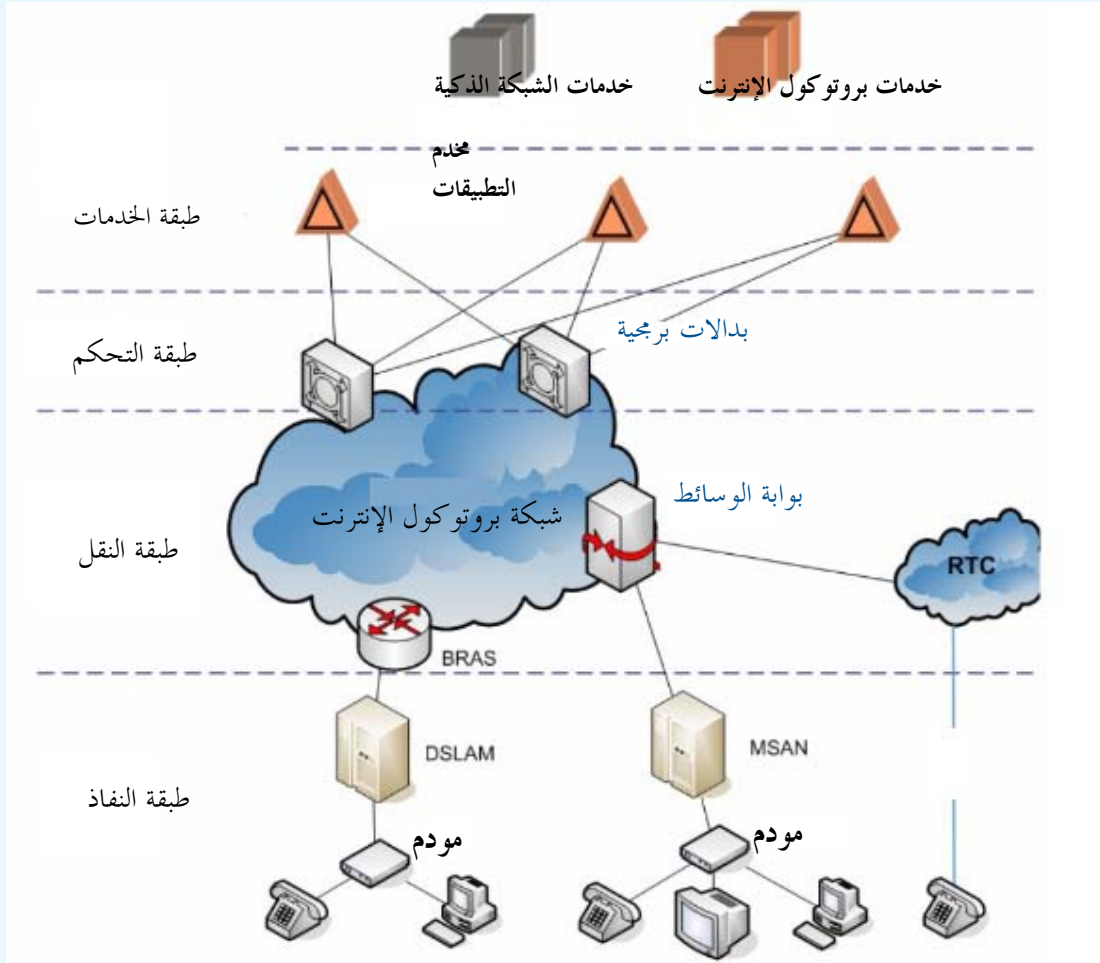 خدمات بروتوكول الإنترنت
خدمات الشبكة الذكية
مخدم
التطبيقات
طبقة الخدمات
بدالات برمجية
طبقة التحكم
بوابة الوسائط
شبكة بروتوكول الإنترنت
طبقة النقل
RTC
BRAS
DSLAM
MSAN
طبقة النفاذ
مودم
مودم